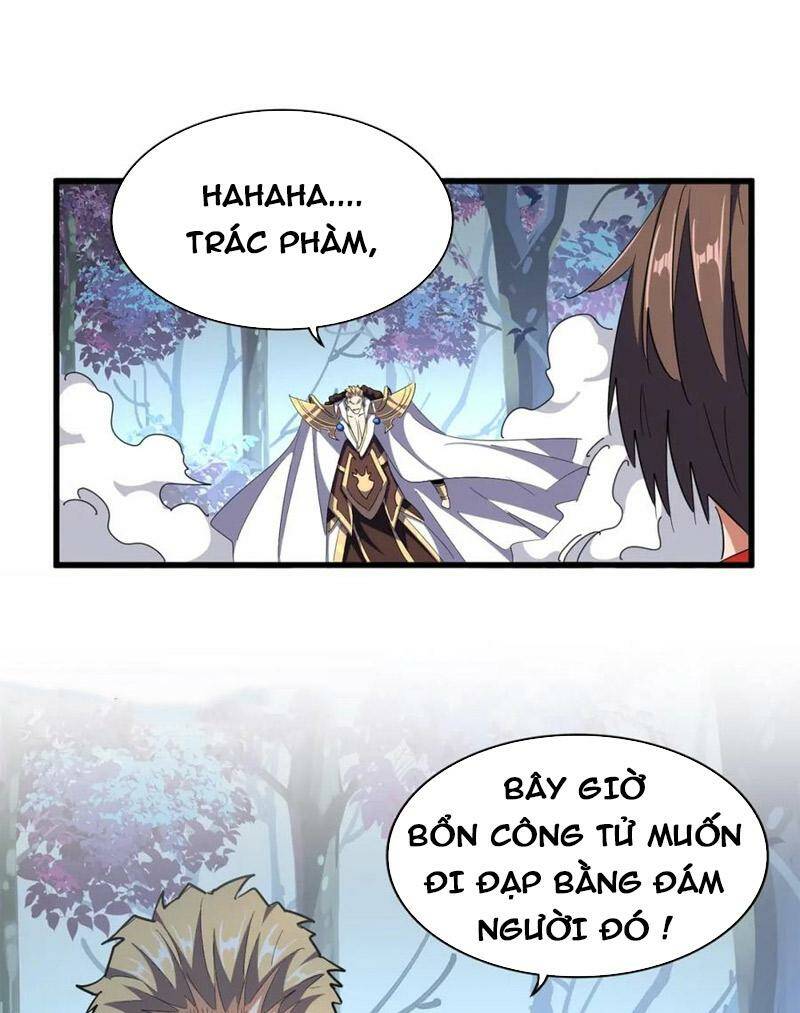 HAHAHA....
TRÁC PHÀM,
BÂY GIỜ
BỔN CÔNG TỬ MUỐN
ĐI ĐẠP BẰNG ĐÁM
NGƯỜI ĐÓ !